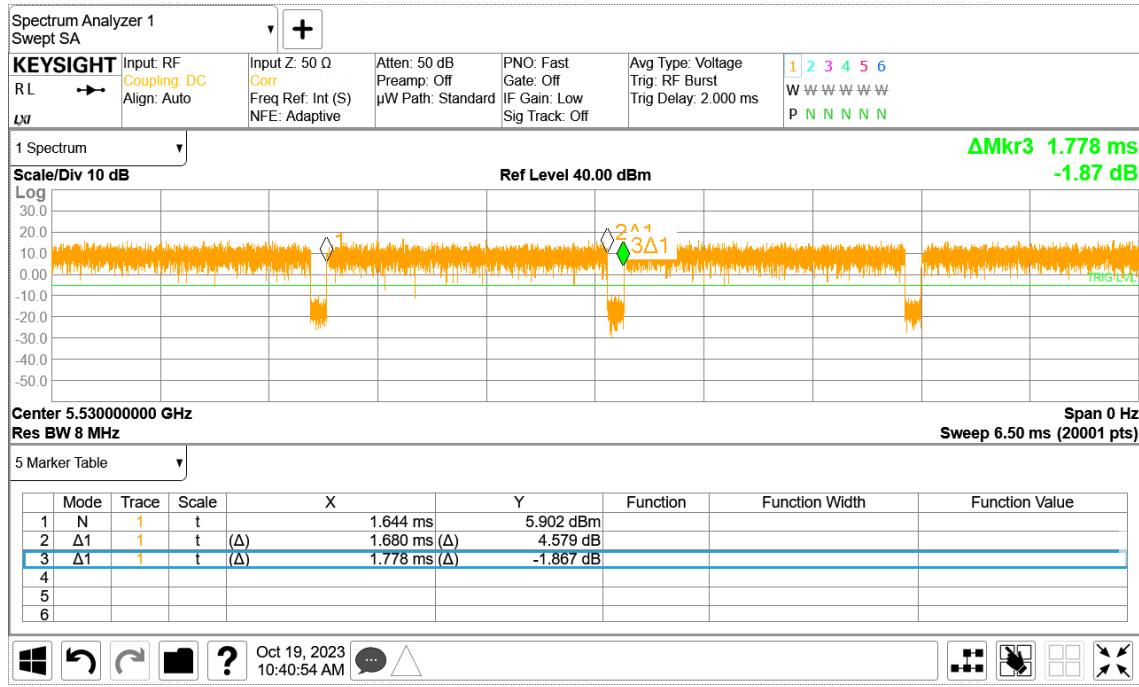 Spectrum Analyzer 1
Swept SA
KEYSIGHT
R L
LXI
Input: RF
Coupling: DC
Align: Auto
Input Z: 50 Ω
Corr
Freq Ref: Int (S)
NFE: Adaptive
Atten: 50 dB
Preamp: Off
µW Path: Standard
PNO: Fast
Gate: Off
IF Gain: Low
Sig Track: Off
Avg Type: Voltage
Trig: RF Burst
Trig Delay: 2.000 ms
1 2 3 4 5 6
W W W W W W
P N N N N N
1 Spectrum
ΔMkr3 1.778 ms
-1.87 dB
Scale/Div 10 dB
Ref Level 40.00 dBm
Log
30.0
20.0
10.0
0.00
-10.0
-20.0
-30.0
-40.0
-50.0
1
2Δ1
3Δ1
TRIG LVL
Center 5.530000000 GHz
Span 0 Hz
Res BW 8 MHz
Sweep 6.50 ms (20001 pts)
5 Marker Table
Mode Trace Scale X Y Function Function Width Function Value
1 N 1 t 1.644 ms 5.902 dBm
2 Δ1 1 t (Δ) 1.680 ms (Δ) 4.579 dB
3 Δ1 1 t (Δ) 1.778 ms (Δ) -1.867 dB
4
5
6
?
Oct 19, 2023
10:40:54 AM